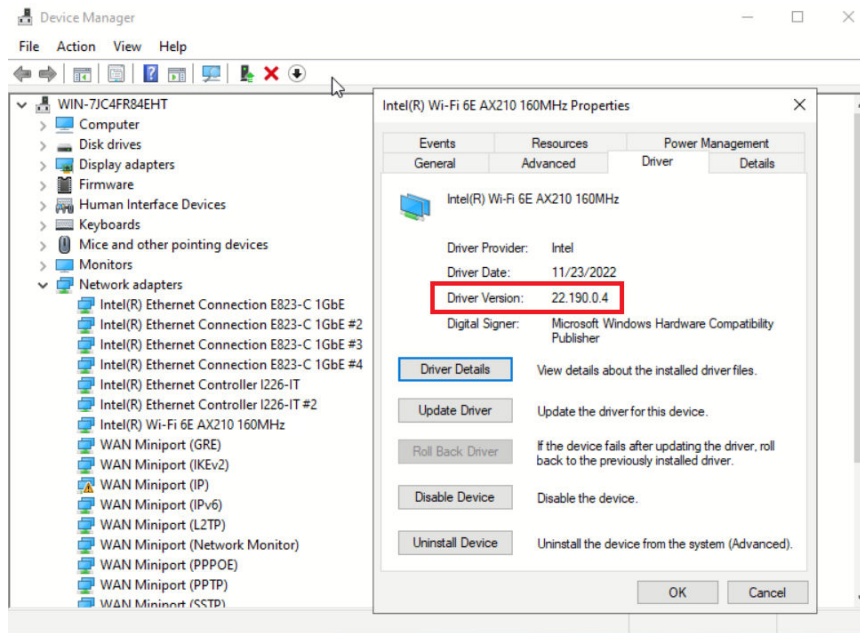 Device Manager
File Action View Help
WIN-7JC4FR84EHT
Computer
Disk drives
Display adapters
Firmware
Human Interface Devices
Keyboards
Mice and other pointing devices
Monitors
Network adapters
Intel(R) Ethernet Connection E823-C 1GbE
Intel(R) Ethernet Connection E823-C 1GbE #2
Intel(R) Ethernet Connection E823-C 1GbE #3
Intel(R) Ethernet Connection E823-C 1GbE #4
Intel(R) Ethernet Controller I226-IT
Intel(R) Ethernet Controller I226-IT #2
Intel(R) Wi-Fi 6E AX210 160MHz
WAN Miniport (GRE)
WAN Miniport (IKEv2)
WAN Miniport (IP)
WAN Miniport (IPv6)
WAN Miniport (L2TP)
WAN Miniport (Network Monitor)
WAN Miniport (PPPOE)
WAN Miniport (PPTP)
WAN Miniport (SSTP)
Intel(R) Wi-Fi 6E AX210 160MHz Properties
Events Resources Power Management
General Advanced Driver Details
Intel(R) Wi-Fi 6E AX210 160MHz
Driver Provider: Intel
Driver Date: 11/23/2022
Driver Version: 22.190.0.4
Digital Signer: Microsoft Windows Hardware Compatibility
Publisher
Driver Details View details about the installed driver files.
Update Driver Update the driver for this device.
Roll Back Driver If the device fails after updating the driver, roll
back to the previously installed driver.
Disable Device Disable the device.
Uninstall Device Uninstall the device from the system (Advanced).
OK Cancel